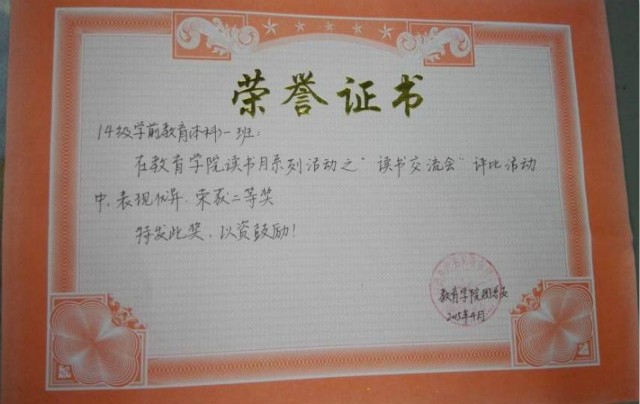 荣誉证书
14级学前教育(本科)一班:
在教育学院读书月系列活动之“读书交流会”评比活动
中,表现优异,荣获二等奖
特发此奖,以资鼓励!
教育学院团总支
2015年4月